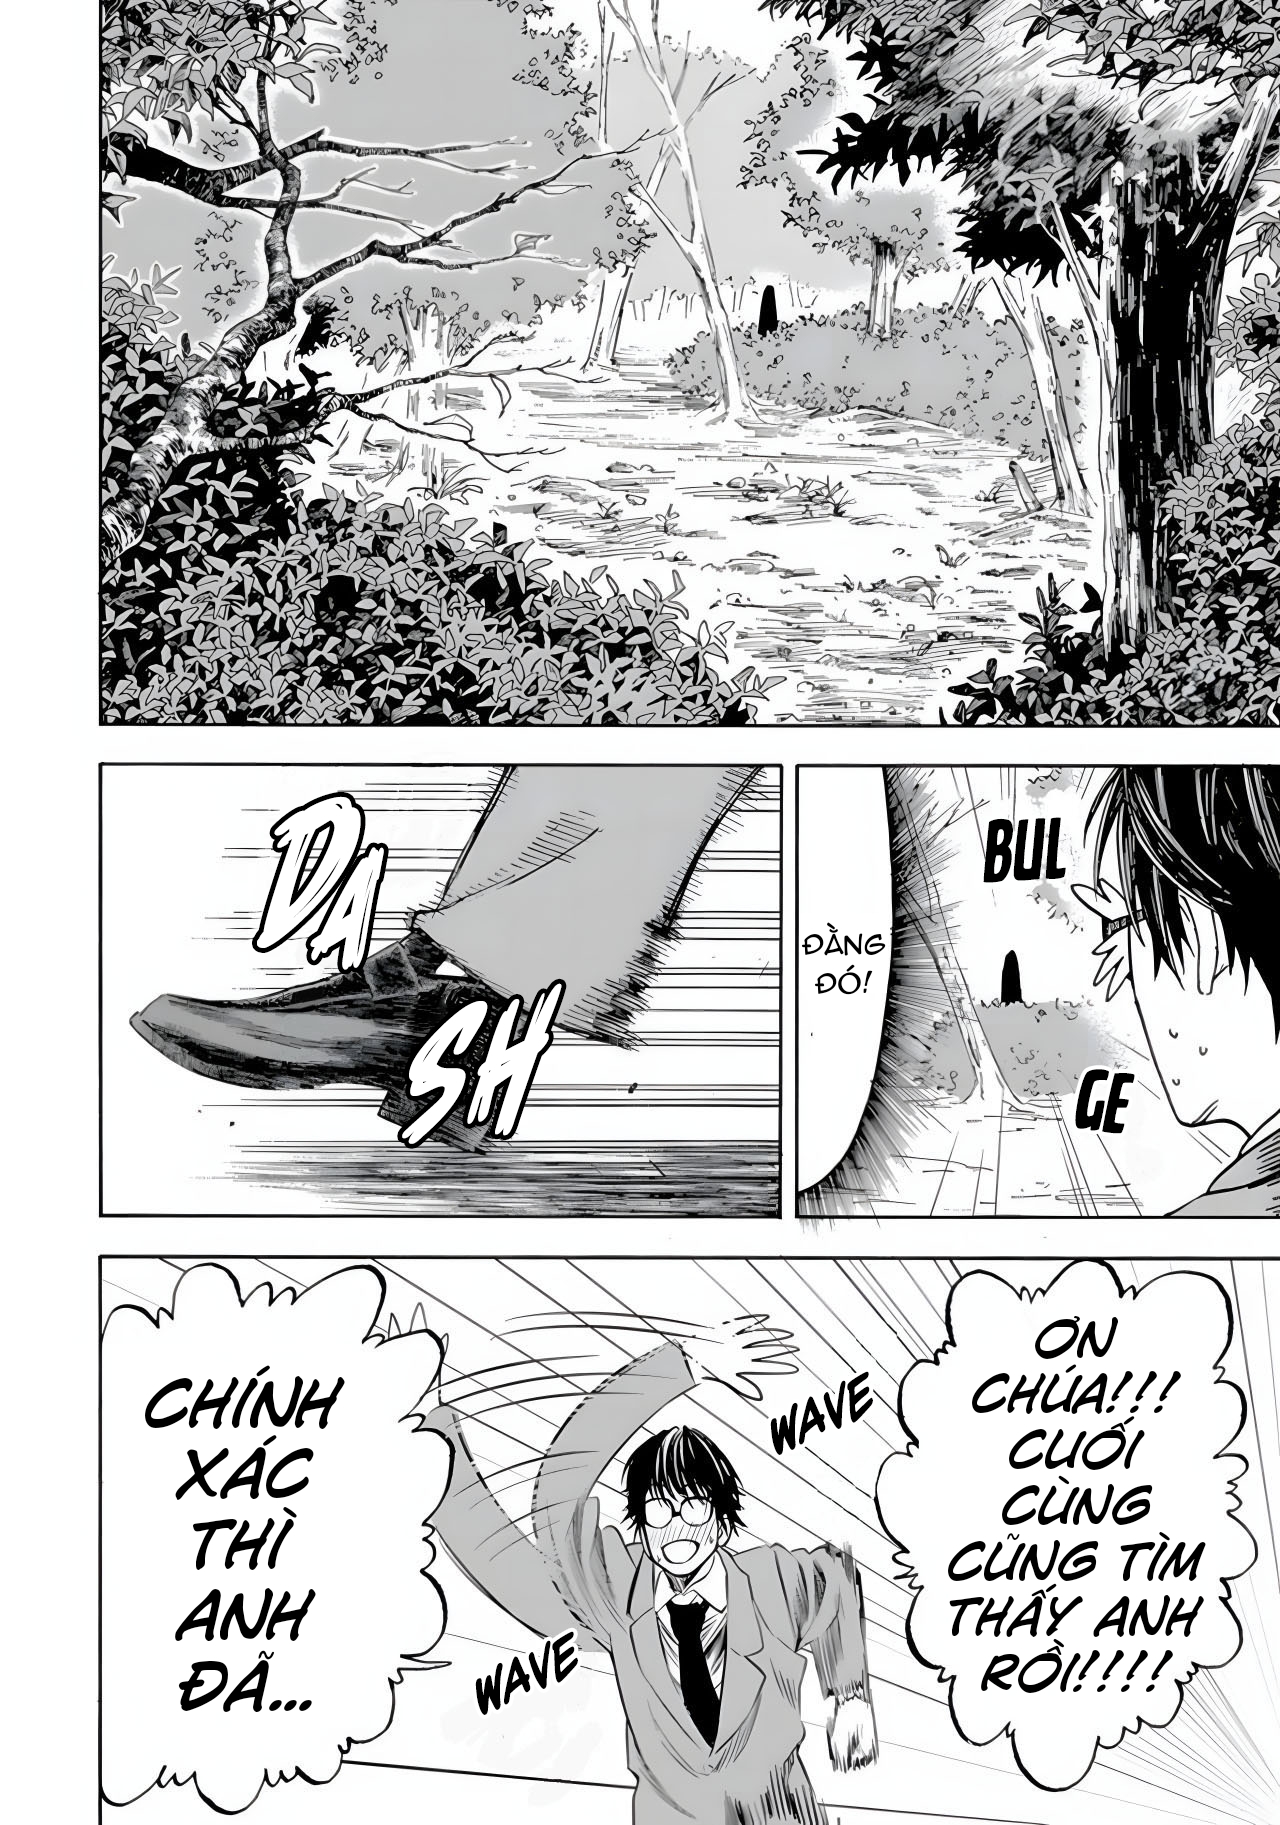 BUL
GE
ĐẰNG
ĐÓ!
DA
SH
ƠN
CHÚA!!!
CUỐI
CÙNG
CŨNG TÌM
THẤY ANH
RỒI!!!!
WAVE
WAVE
CHÍNH
XÁC
THÌ
ANH
ĐÃ...